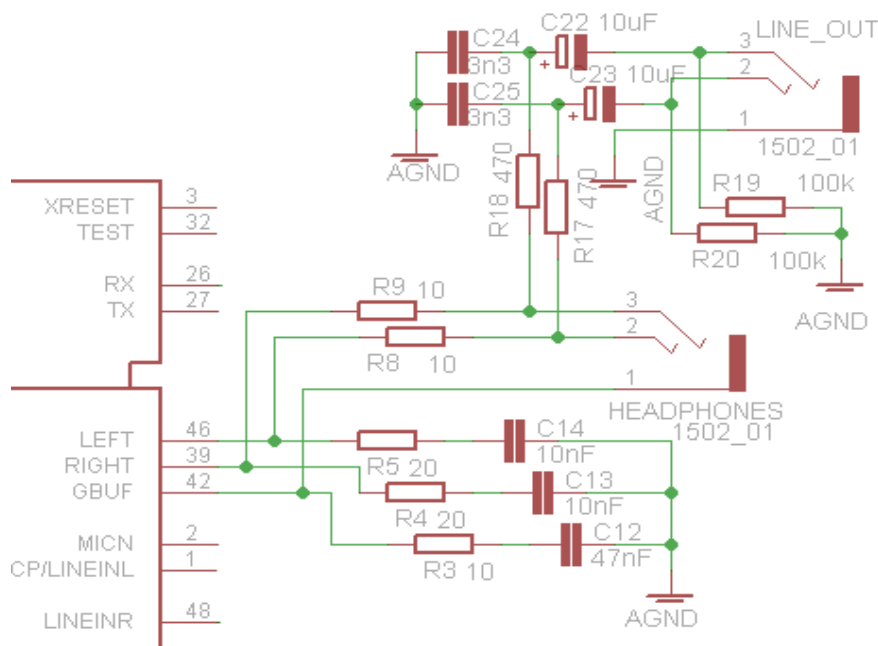 C24
3n3
C25
3n3
C22 10uF
+
C23 10uF
+
LINE_OUT
3
2
1
1502_01
AGND
AGND
R18 470
R17 470
R19 100k
R20 100k
AGND
XRESET 3
TEST 32
RX 26
TX 27
R9 10
R8 10
3
2
1
HEADPHONES
1502_01
LEFT 46
RIGHT 39
GBUF 42
R5 20
C14
10nF
R4 20
C13
10nF
R3 10
C12
47nF
AGND
MICN 2
CP/LINEINL 1
LINEINR 48